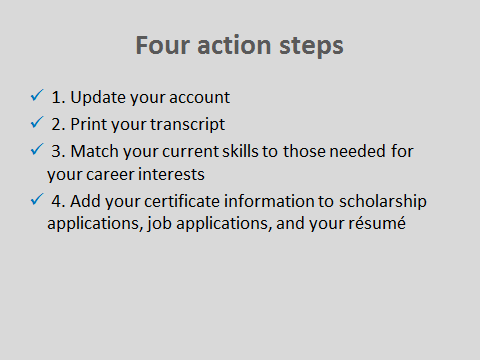 Four action steps
✓ 1. Update your account
✓ 2. Print your transcript
✓ 3. Match your current skills to those needed for
your career interests
✓ 4. Add your certificate information to scholarship
applications, job applications, and your résumé